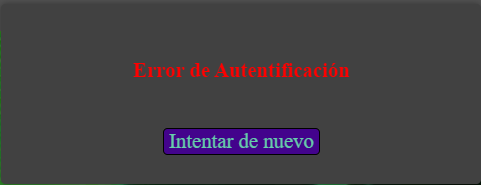 Error de Autentificación
Intentar de nuevo